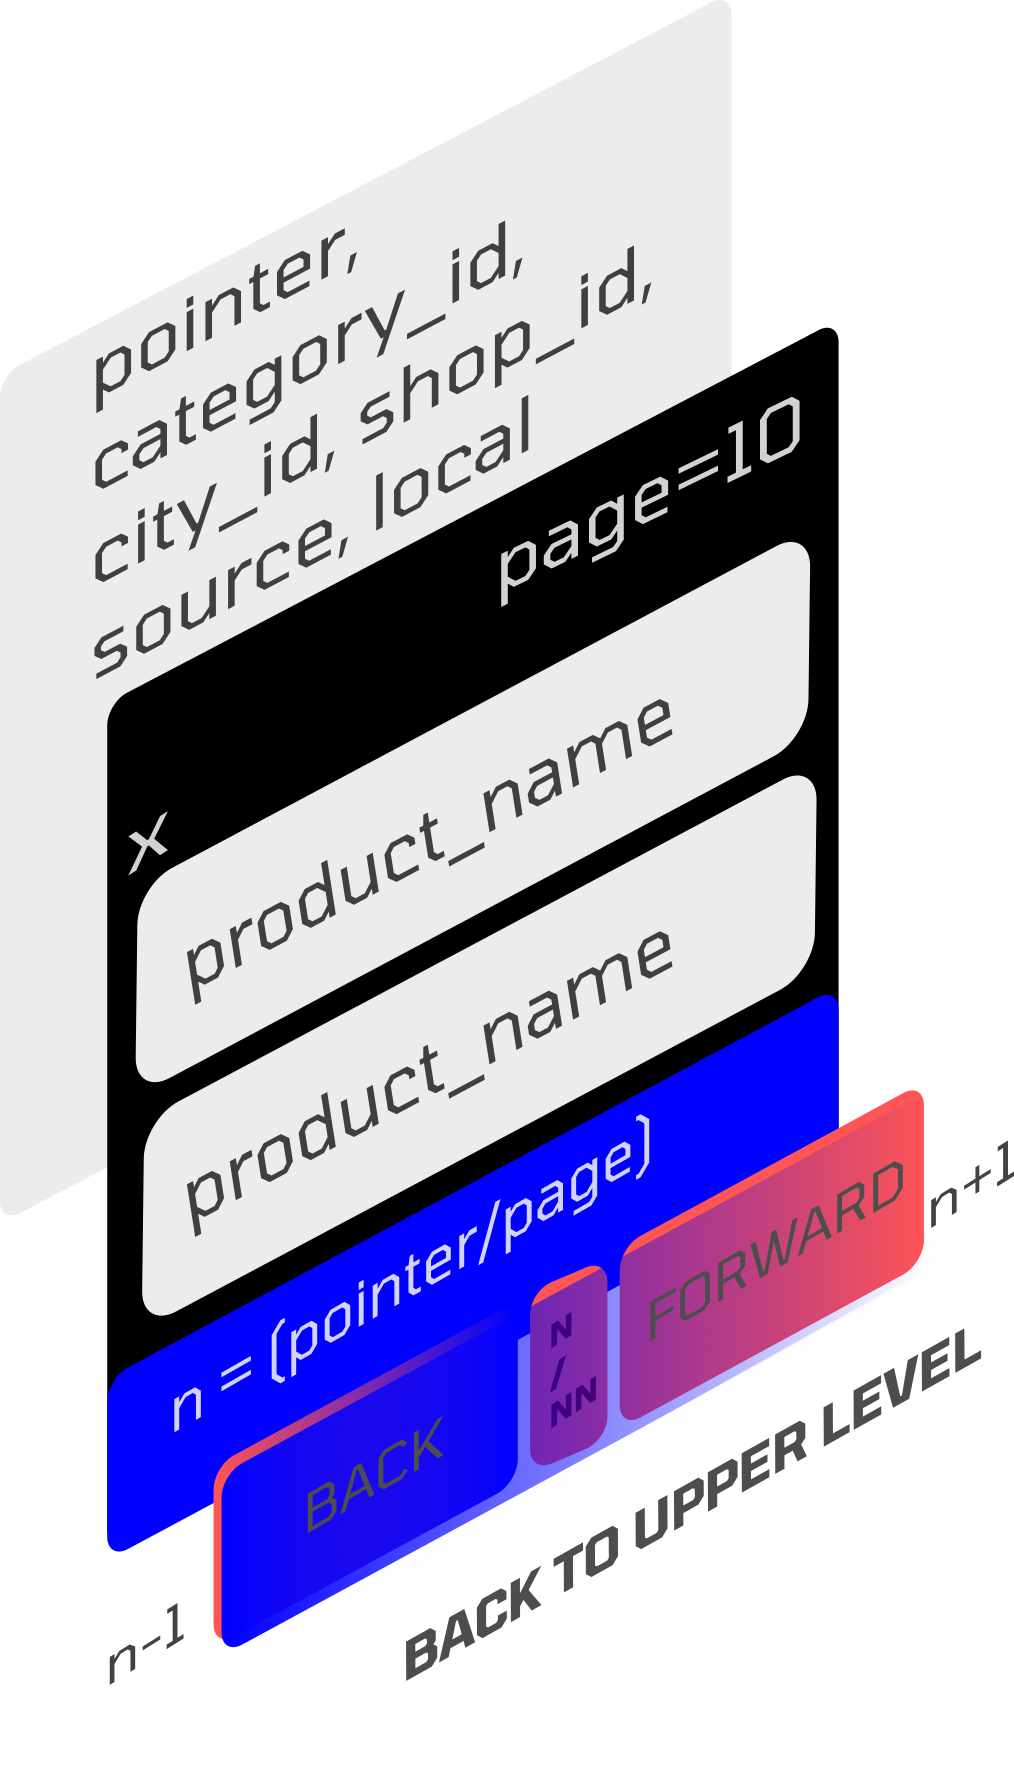 pointer,
category_id,
city_id, shop_id,
source, local
page=10
x
product_name
product_name
n = (pointer/page)
BACK
N
/
NN
FORWARD
n+1
n-1
BACK TO UPPER LEVEL